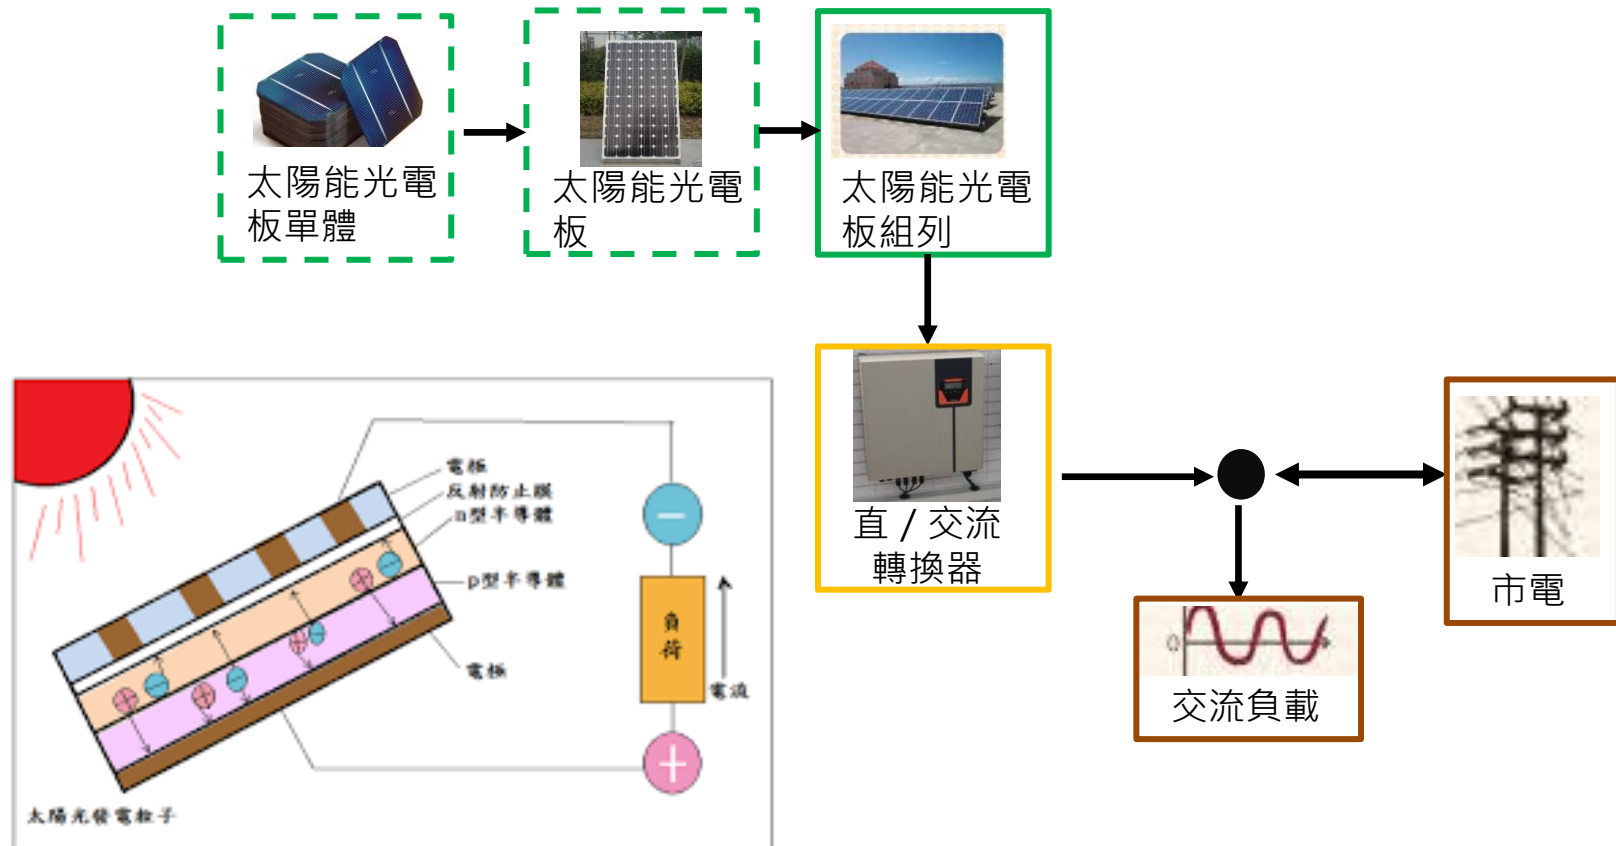 太陽能光電
板單體
太陽能光電
板
太陽能光電
板組列
直 / 交流
轉換器
市電
0
交流負載
電極
反射防止膜
n型半導體
p型半導體
電極
−
負
荷
電流
+
太陽光發電粒子